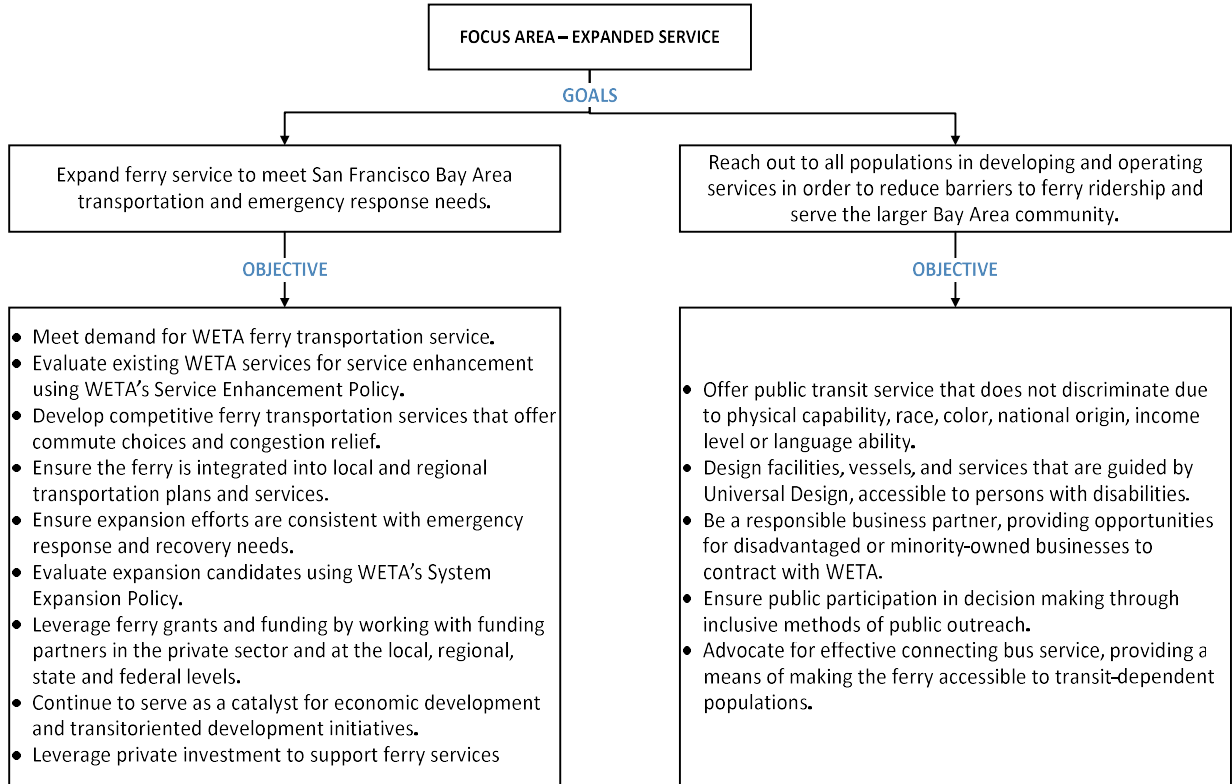 FOCUS AREA – EXPANDED SERVICE
GOALS
Expand ferry service to meet San Francisco Bay Area
transportation and emergency response needs.
Reach out to all populations in developing and operating
services in order to reduce barriers to ferry ridership and
serve the larger Bay Area community.
OBJECTIVE
OBJECTIVE
• Meet demand for WETA ferry transportation service.
• Evaluate existing WETA services for service enhancement
using WETA's Service Enhancement Policy.
• Develop competitive ferry transportation services that offer
commute choices and congestion relief.
• Ensure the ferry is integrated into local and regional
transportation plans and services.
• Ensure expansion efforts are consistent with emergency
response and recovery needs.
• Evaluate expansion candidates using WETA's System
Expansion Policy.
• Leverage ferry grants and funding by working with funding
partners in the private sector and at the local, regional,
state and federal levels.
• Continue to serve as a catalyst for economic development
and transitoriented development initiatives.
• Leverage private investment to support ferry services
• Offer public transit service that does not discriminate due
to physical capability, race, color, national origin, income
level or language ability.
• Design facilities, vessels, and services that are guided by
Universal Design, accessible to persons with disabilities.
• Be a responsible business partner, providing opportunities
for disadvantaged or minority-owned businesses to
contract with WETA.
• Ensure public participation in decision making through
inclusive methods of public outreach.
• Advocate for effective connecting bus service, providing a
means of making the ferry accessible to transit-dependent
populations.